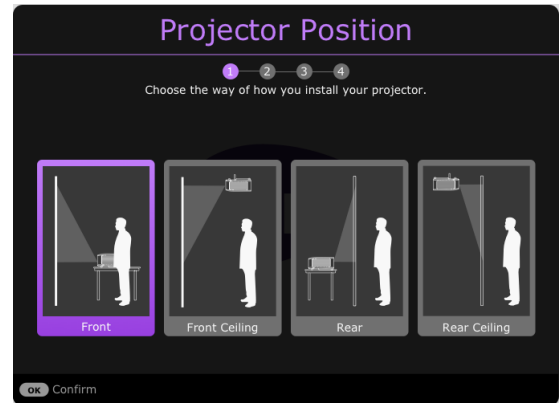 Projector Position
1 2 3 4
Choose the way of how you install your projector.
Front
Front Ceiling
Rear
Rear Ceiling
OK Confirm